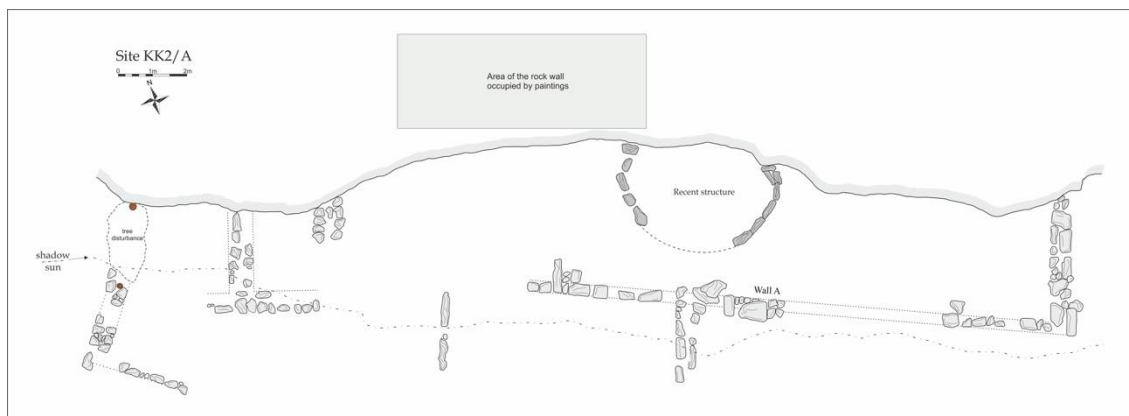 Site KK2/A
0 1m 2m
N
Area of the rock wall
occupied by paintings
Recent structure
tree
disturbance
shadow
sun
Wall A